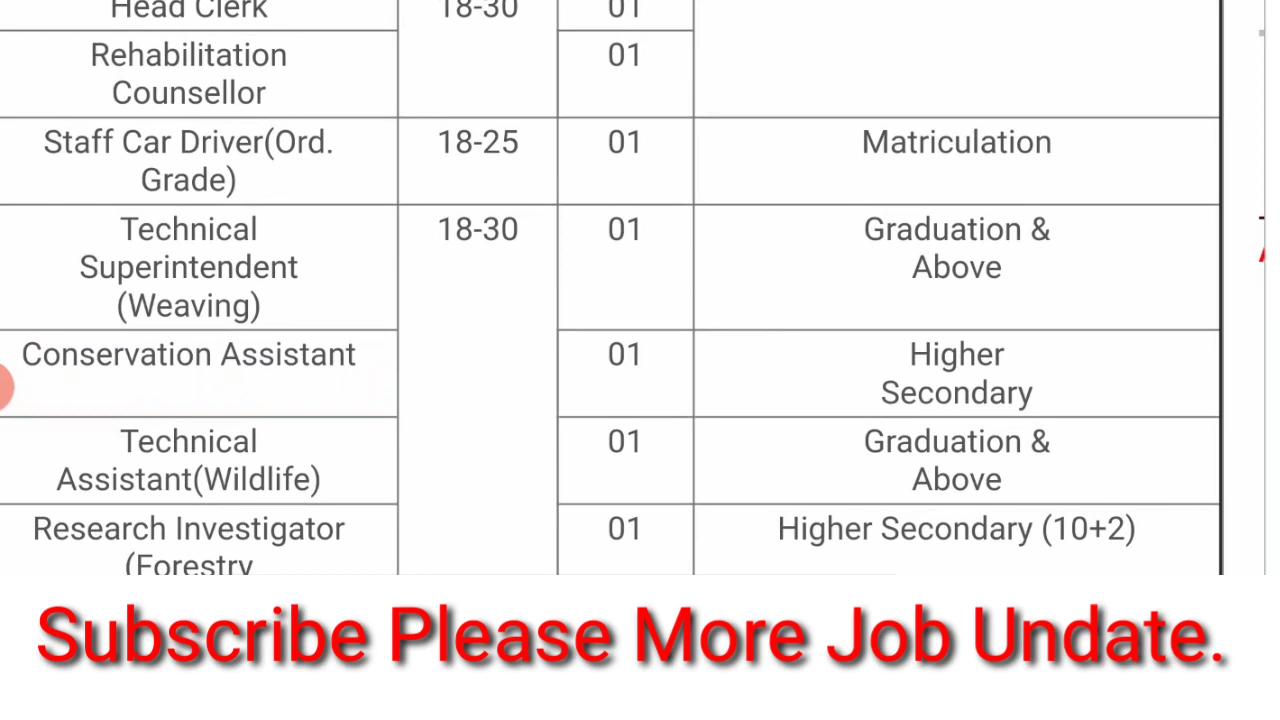 Head Clerk 18-30 01
Rehabilitation 01
Counsellor
Staff Car Driver(Ord. 18-25 01 Matriculation
Grade)
Technical 18-30 01 Graduation &
Superintendent Above
(Weaving)
Conservation Assistant 01 Higher
Secondary
Technical 01 Graduation &
Assistant(Wildlife) Above
Research Investigator 01 Higher Secondary (10+2)
(Forestry
Subscribe Please More Job Undate.